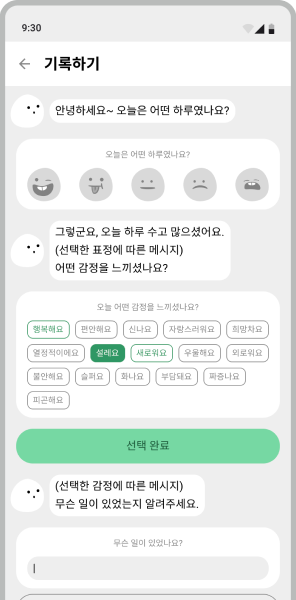 9:30
기록하기
안녕하세요~ 오늘은 어떤 하루였나요?
오늘은 어떤 하루였나요?
그렇군요, 오늘 하루 수고 많으셨어요.
(선택한 표정에 따른 메시지)
어떤 감정을 느끼셨나요?
오늘 어떤 감정을 느끼셨나요?
행복해요 편안해요 신나요 자랑스러워요 희망차요
열정적이에요 설레요 새로워요 우울해요 외로워요
불안해요 슬퍼요 화나요 부담돼요 짜증나요
피곤해요
선택 완료
(선택한 감정에 따른 메시지)
무슨 일이 있었는지 알려주세요.
무슨 일이 있었나요?